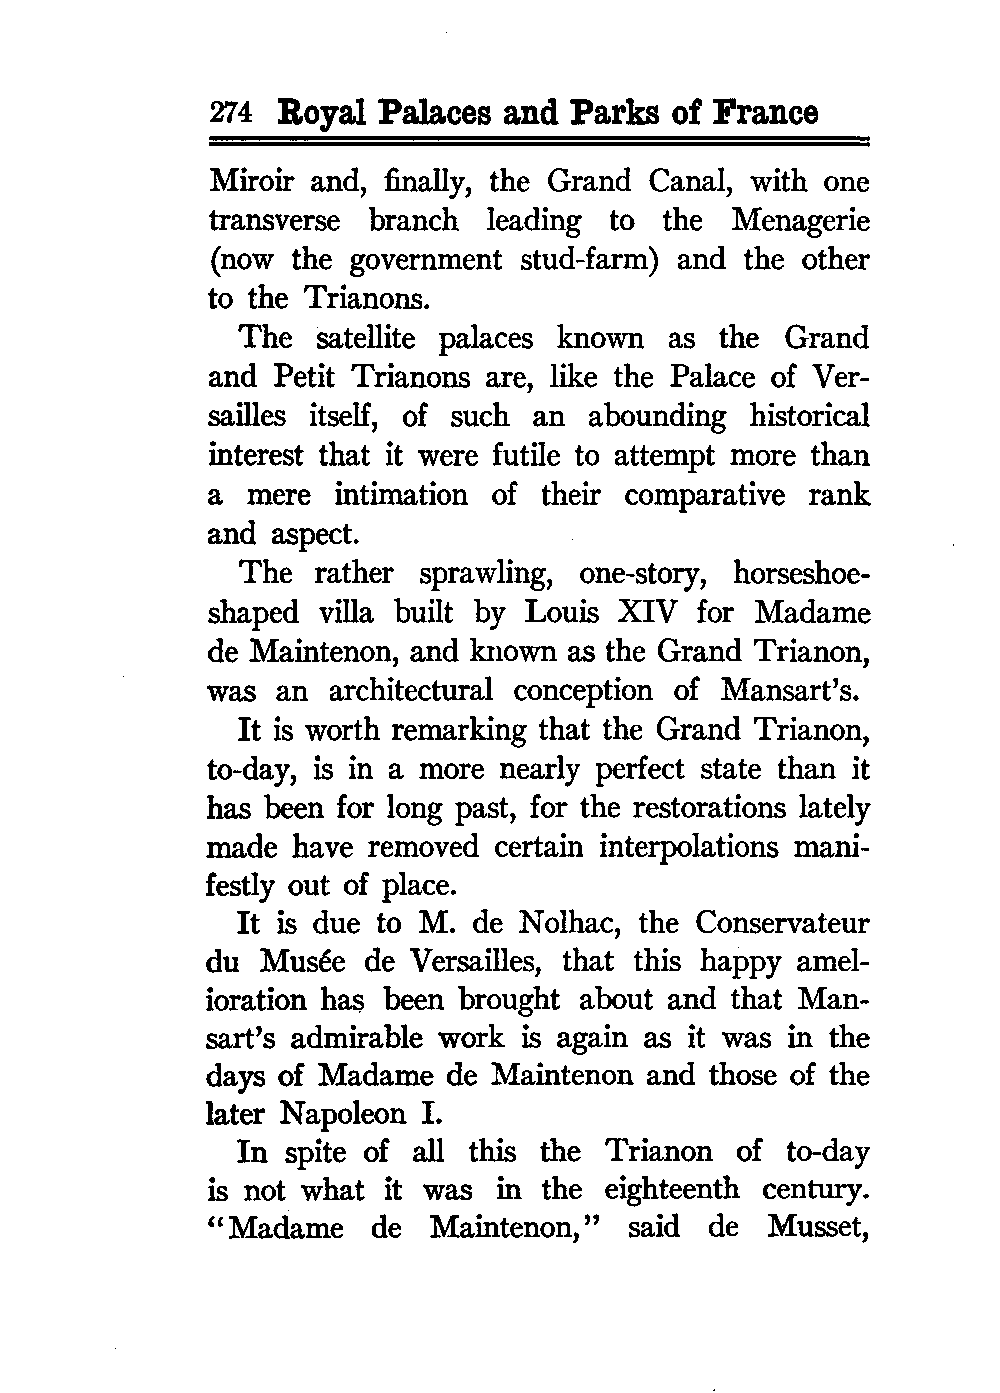 274 Royal Palaces and Parks of France
Miroir and, finally, the Grand Canal, with one
transverse branch leading to the Menagerie
(now the government stud-farm) and the other
to the Trianons.
The satellite palaces known as the Grand
and Petit Trianons are, like the Palace of Ver-
sailles itself, of such an abounding historical
interest that it were futile to attempt more than
a mere intimation of their comparative rank
and aspect.
The rather sprawling, one-story, horseshoe-
shaped villa built by Louis XIV for Madame
de Maintenon, and known as the Grand Trianon,
was an architectural conception of Mansart's.
It is worth remarking that the Grand Trianon,
to-day, is in a more nearly perfect state than it
has been for long past, for the restorations lately
made have removed certain interpolations mani-
festly out of place.
It is due to M. de Nolhac, the Conservateur
du Musée de Versailles, that this happy amel-
ioration has been brought about and that Man-
sart's admirable work is again as it was in the
days of Madame de Maintenon and those of the
later Napoleon I.
In spite of all this the Trianon of to-day
is not what it was in the eighteenth century.
"Madame de Maintenon," said de Musset,